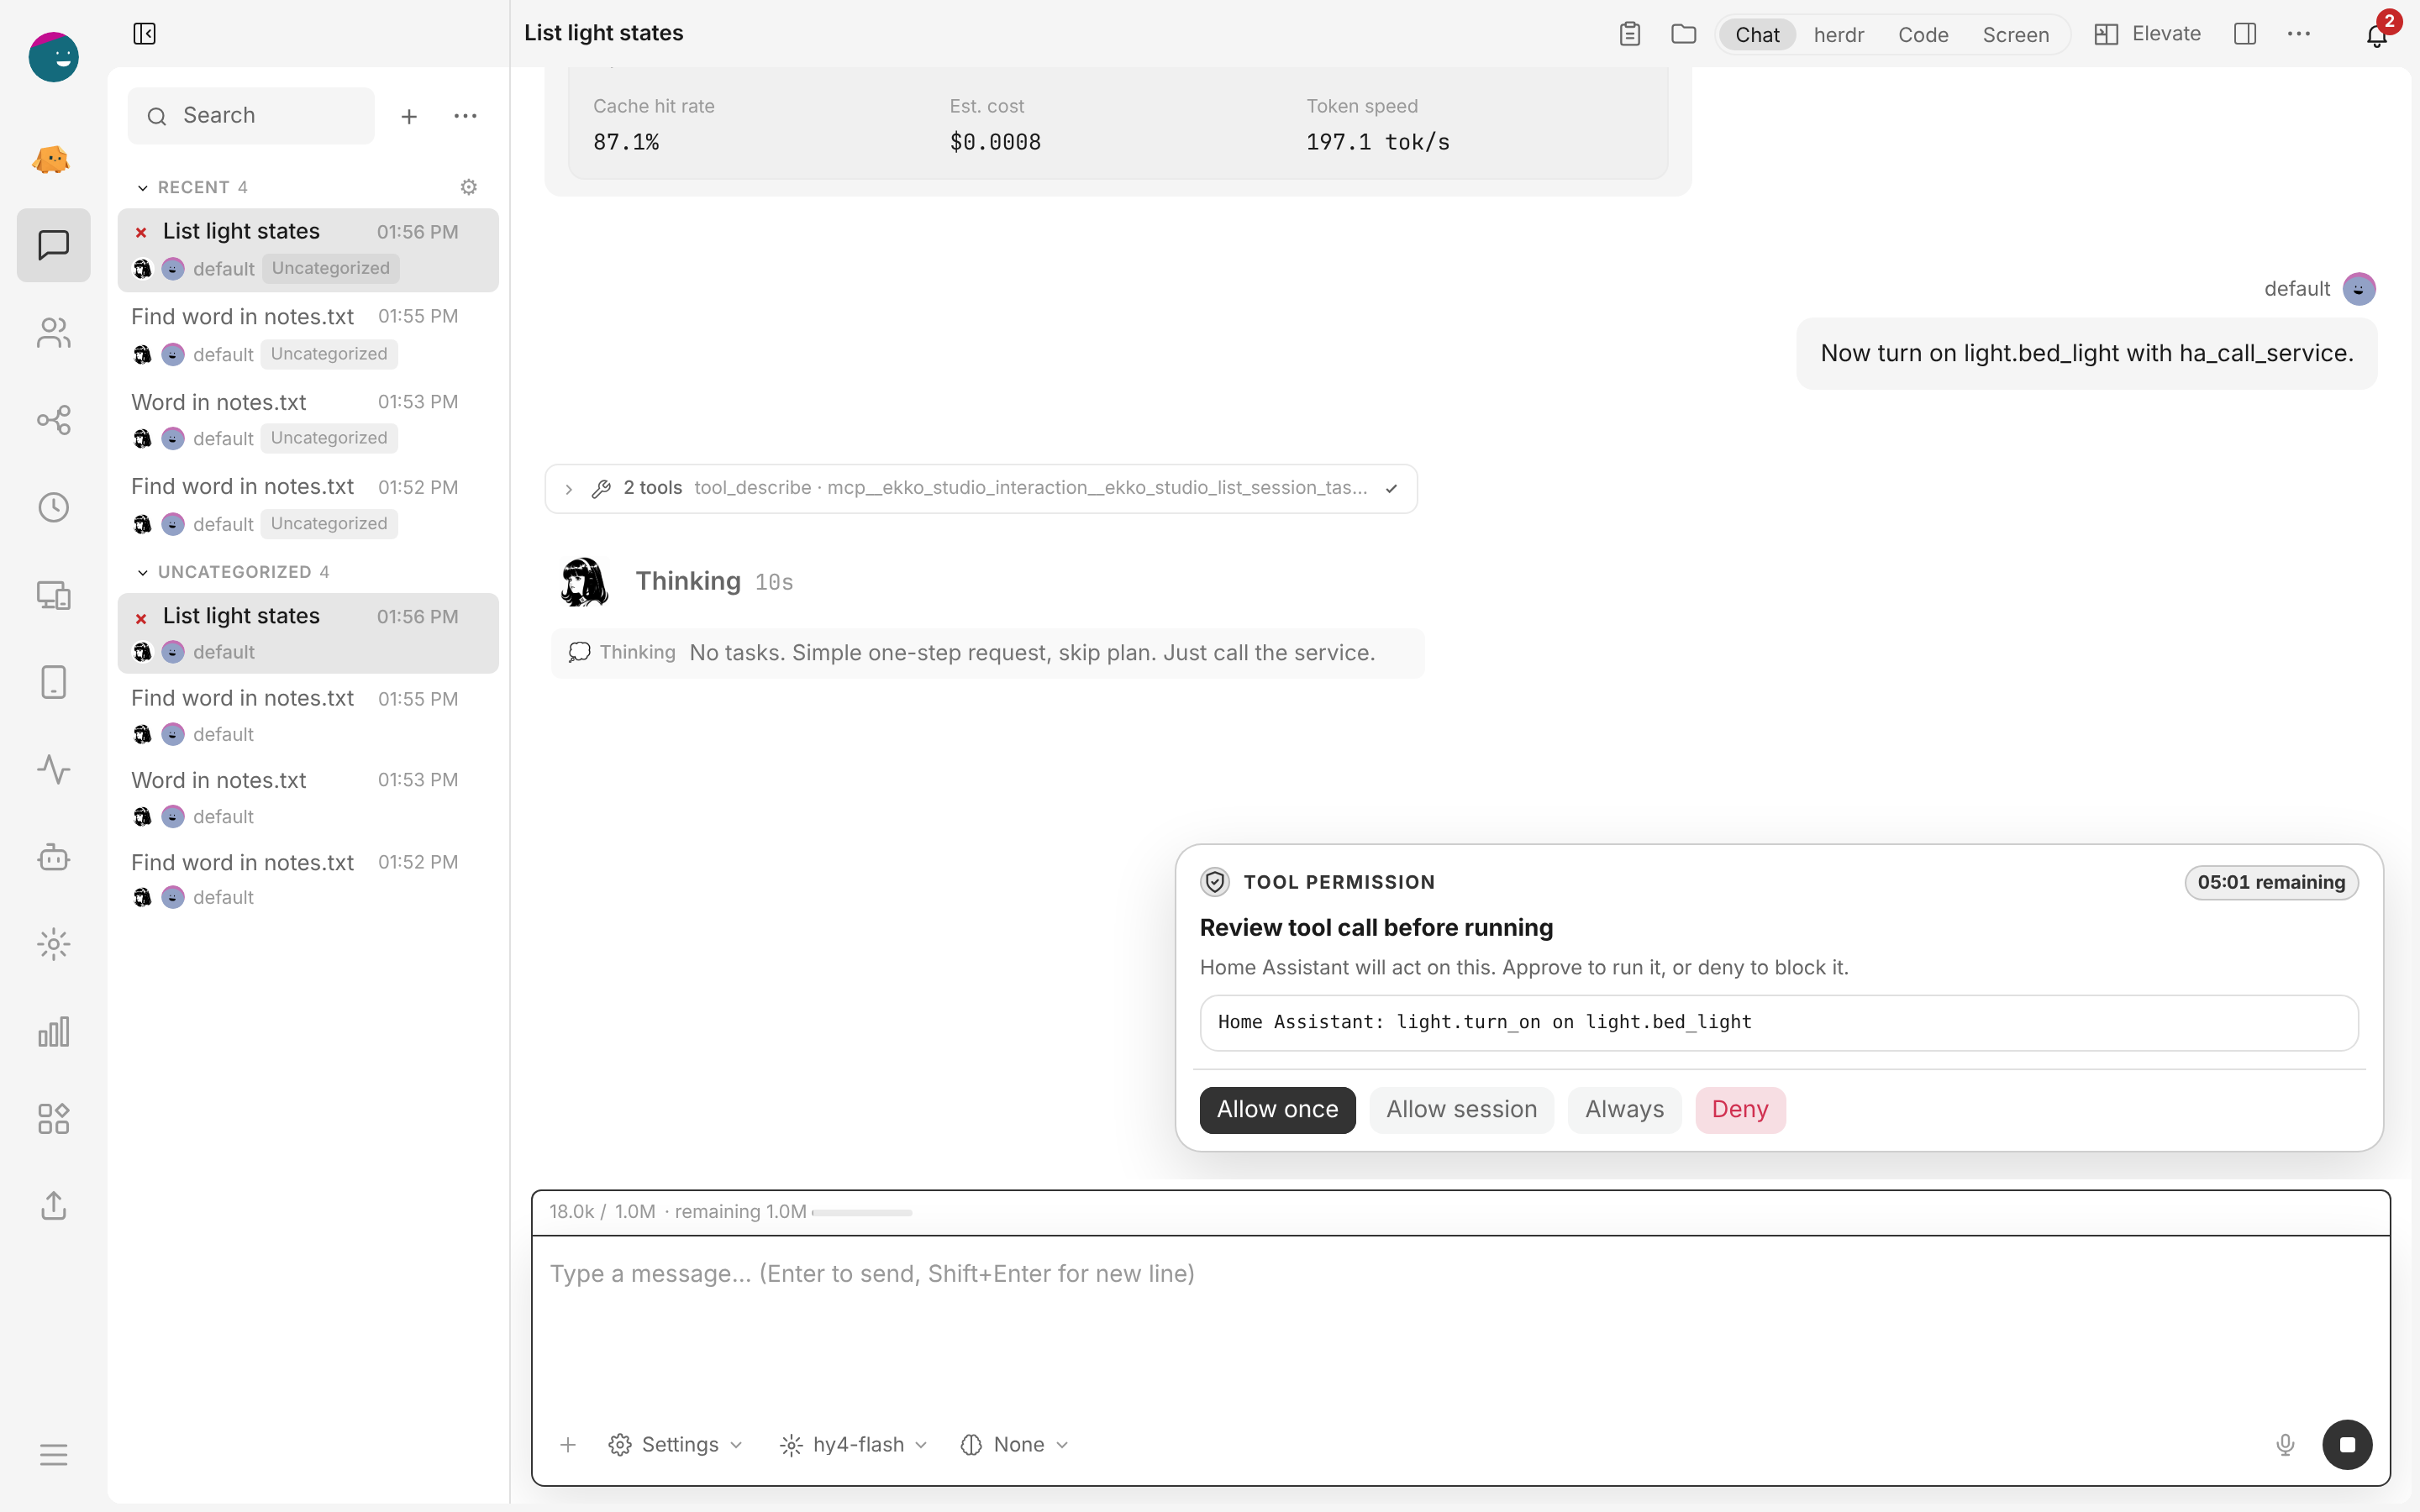 List light states
Chat
herdr
Code
Screen
Elevate
2
Search
RECENT 4
List light states 01:56 PM
default Uncategorized
Find word in notes.txt 01:55 PM
default Uncategorized
Word in notes.txt 01:53 PM
default Uncategorized
Find word in notes.txt 01:52 PM
default Uncategorized
UNCATEGORIZED 4
List light states 01:56 PM
default
Find word in notes.txt 01:55 PM
default
Word in notes.txt 01:53 PM
default
Find word in notes.txt 01:52 PM
default
Cache hit rate Est. cost Token speed
87.1% $0.0008 197.1 tok/s
default
Now turn on light.bed_light with ha_call_service.
2 tools tool_describe · mcp__ekko_studio_interaction__ekko_studio_list_session_tas...
Thinking 10s
Thinking No tasks. Simple one-step request, skip plan. Just call the service.
TOOL PERMISSION 05:01 remaining
Review tool call before running
Home Assistant will act on this. Approve to run it, or deny to block it.
Home Assistant: light.turn_on on light.bed_light
Allow once Allow session Always Deny
18.0k / 1.0M · remaining 1.0M
Type a message... (Enter to send, Shift+Enter for new line)
Settings hy4-flash None